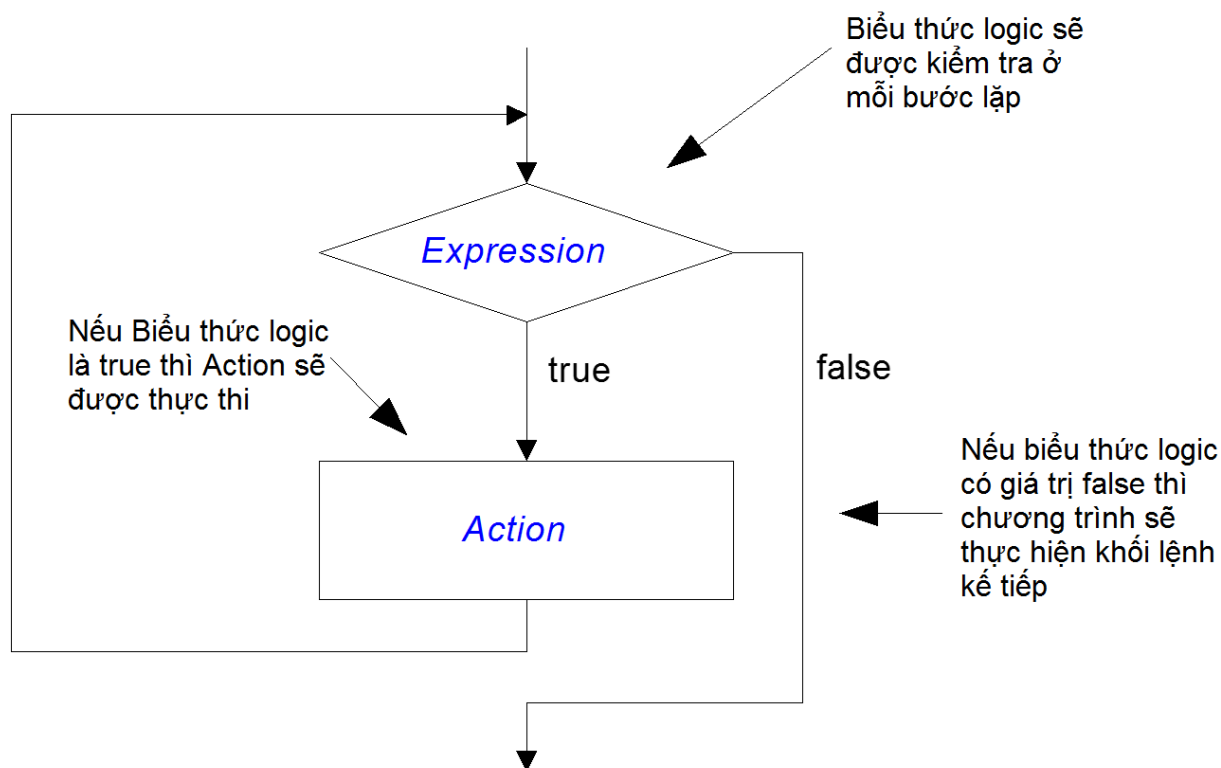 Biểu thức logic sẽ
được kiểm tra ở
mỗi bước lặp
Expression
Nếu Biểu thức logic
là true thì Action sẽ
được thực thi
true
false
Action
Nếu biểu thức logic
có giá trị false thì
chương trình sẽ
thực hiện khối lệnh
kế tiếp